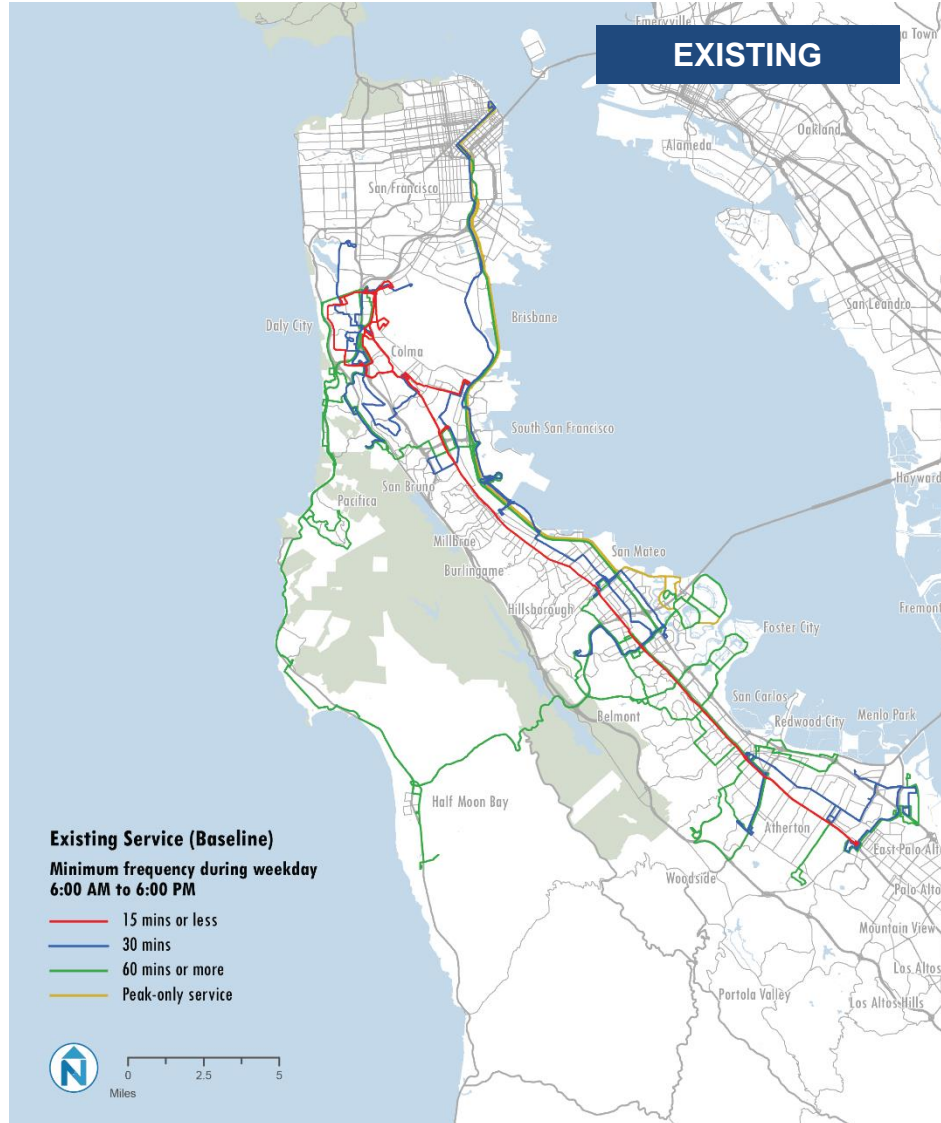 Emeryville
EXISTING
Town
Oakland
Alameda
San Francisco
San Leandro
Brisbane
Daly City
Colma
South San Francisco
Hayward
Pacifica
San Bruno
Millbrae
San Mateo
Burlingame
Hillsborough
Fremont
Foster City
San Carlos
Belmont
Redwood City
Menlo Park
Half Moon Bay
Atherton
East Palo Alto
Woodside
Palo Alto
Mountain View
Los Altos
Portola Valley
Los Altos Hills
Existing Service (Baseline)
Minimum frequency during weekday
6:00 AM to 6:00 PM
15 mins or less
30 mins
60 mins or more
Peak-only service
N
0
2.5
5
Miles